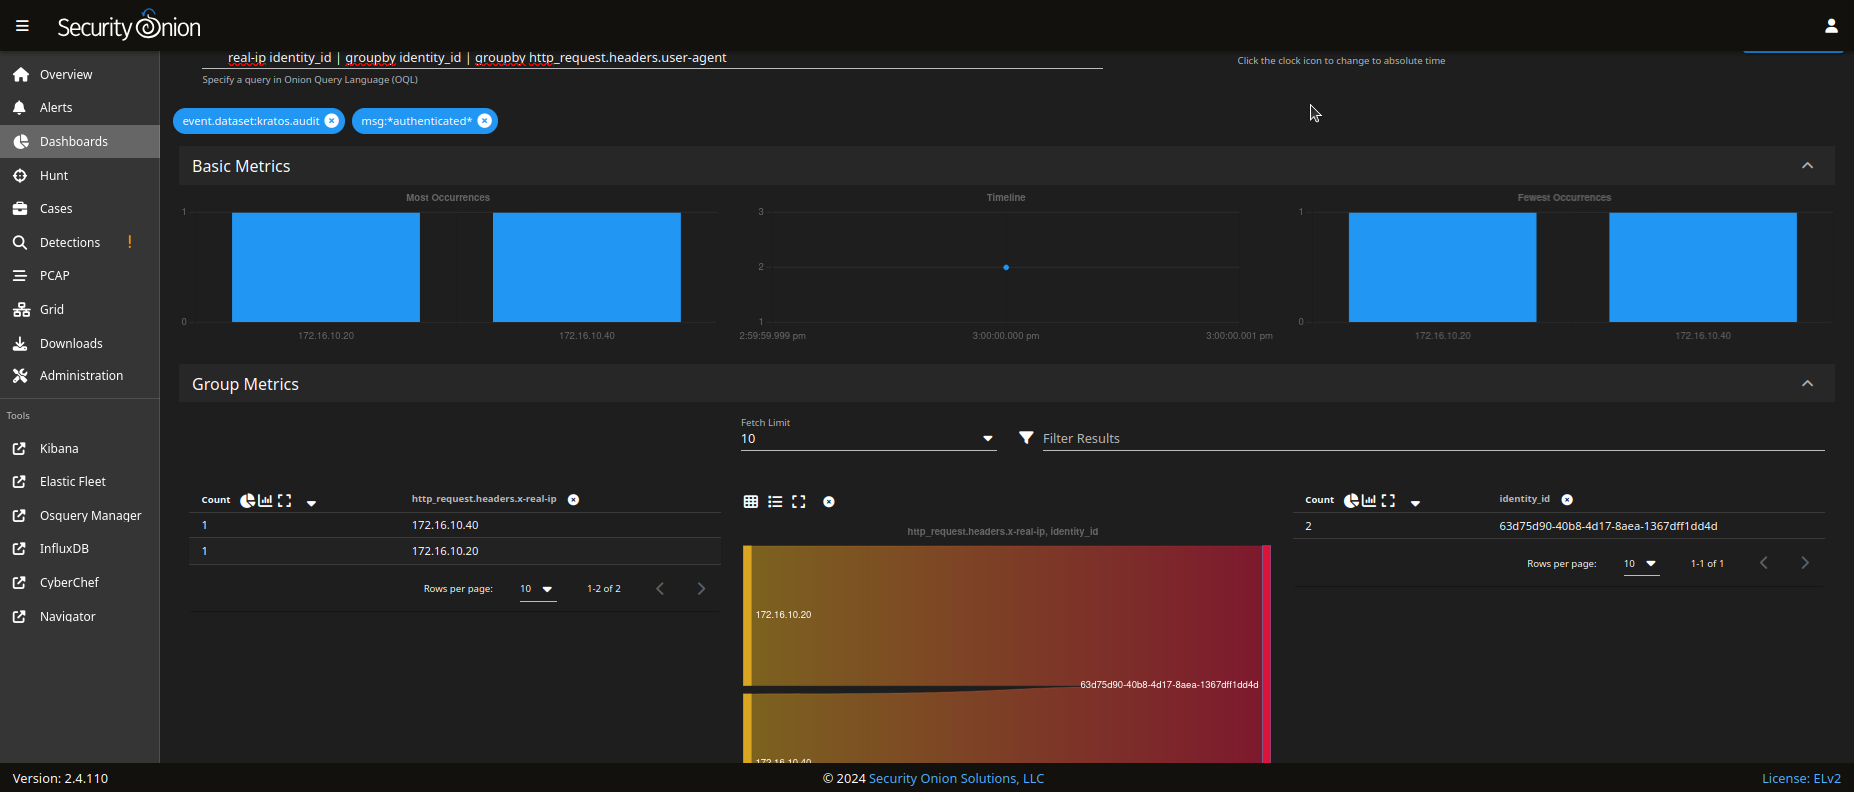 Security Onion
real-ip identity_id | groupby identity_id | groupby http_request.headers.user-agent
Specify a query in Onion Query Language (OQL)
Click the clock icon to change to absolute time
Overview
Alerts
Dashboards
Hunt
Cases
Detections !
PCAP
Grid
Downloads
Administration
Tools
Kibana
Elastic Fleet
Osquery Manager
InfluxDB
CyberChef
Navigator
event.dataset:kratos.audit
msg:*authenticated*
Basic Metrics
Most Occurrences
1
0
172.16.10.20 172.16.10.40
Timeline
3
2
1
2:59:59.999 pm 3:00:00.000 pm 3:00:00.001 pm
Fewest Occurrences
1
0
172.16.10.20 172.16.10.40
Group Metrics
Fetch Limit
10
Filter Results
Count http_request.headers.x-real-ip
1 172.16.10.40
1 172.16.10.20
Rows per page: 10 1-2 of 2
http_request.headers.x-real-ip, identity_id
172.16.10.20
63d75d90-40b8-4d17-8aea-1367dff1dd4d
172.16.10.40
Count identity_id
2 63d75d90-40b8-4d17-8aea-1367dff1dd4d
Rows per page: 10 1-1 of 1
Version: 2.4.110
© 2024 Security Onion Solutions, LLC
License: ELv2